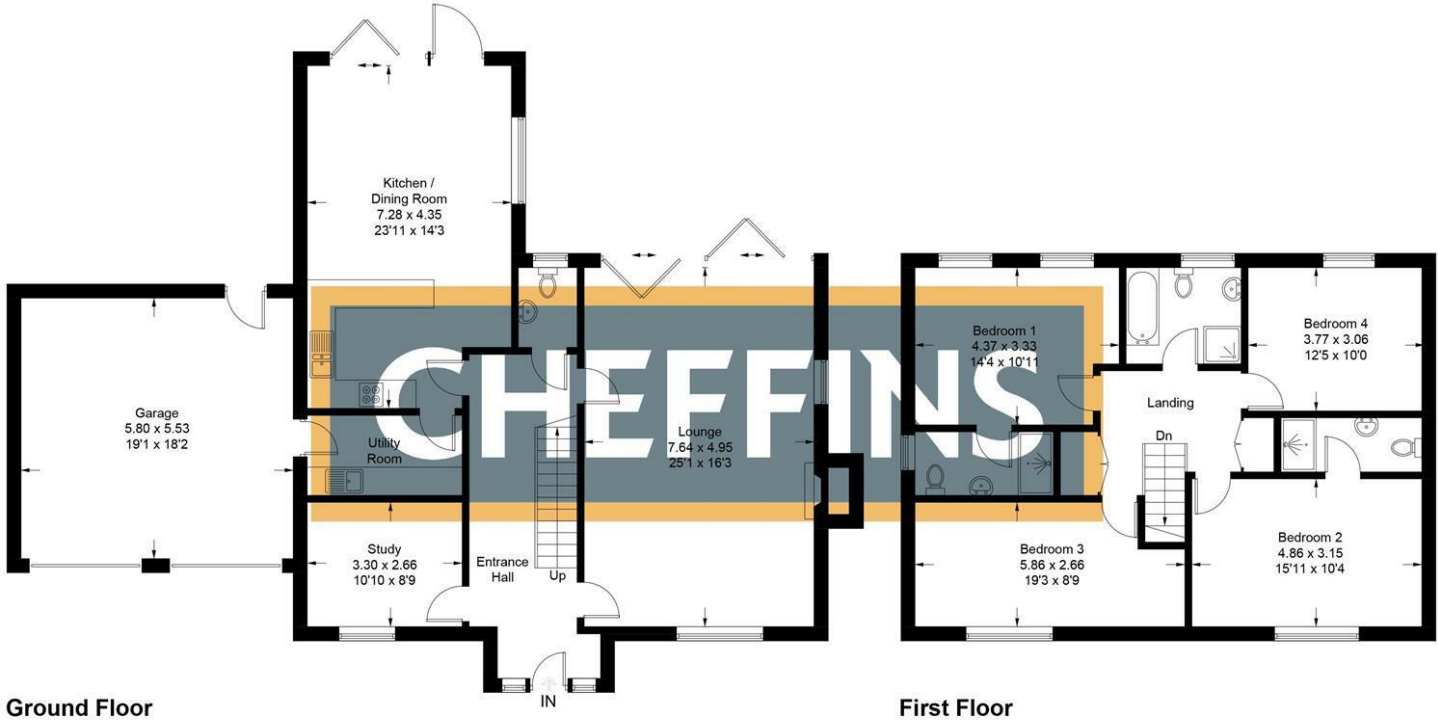 Kitchen /
Dining Room
7.28 x 4.35
23'11 x 14'3
Garage
5.80 x 5.53
19'1 x 18'2
Utility
Room
Study
3.30 x 2.66
10'10 x 8'9
Entrance
Hall
Up
IN
Lounge
7.64 x 4.95
25'1 x 16'3
CHEFFINS
Bedroom 1
4.37 x 3.33
14'4 x 10'11
Bedroom 4
3.77 x 3.06
12'5 x 10'0
Landing
Dn
Bedroom 3
5.86 x 2.66
19'3 x 8'9
Bedroom 2
4.86 x 3.15
15'11 x 10'4
Ground Floor
First Floor